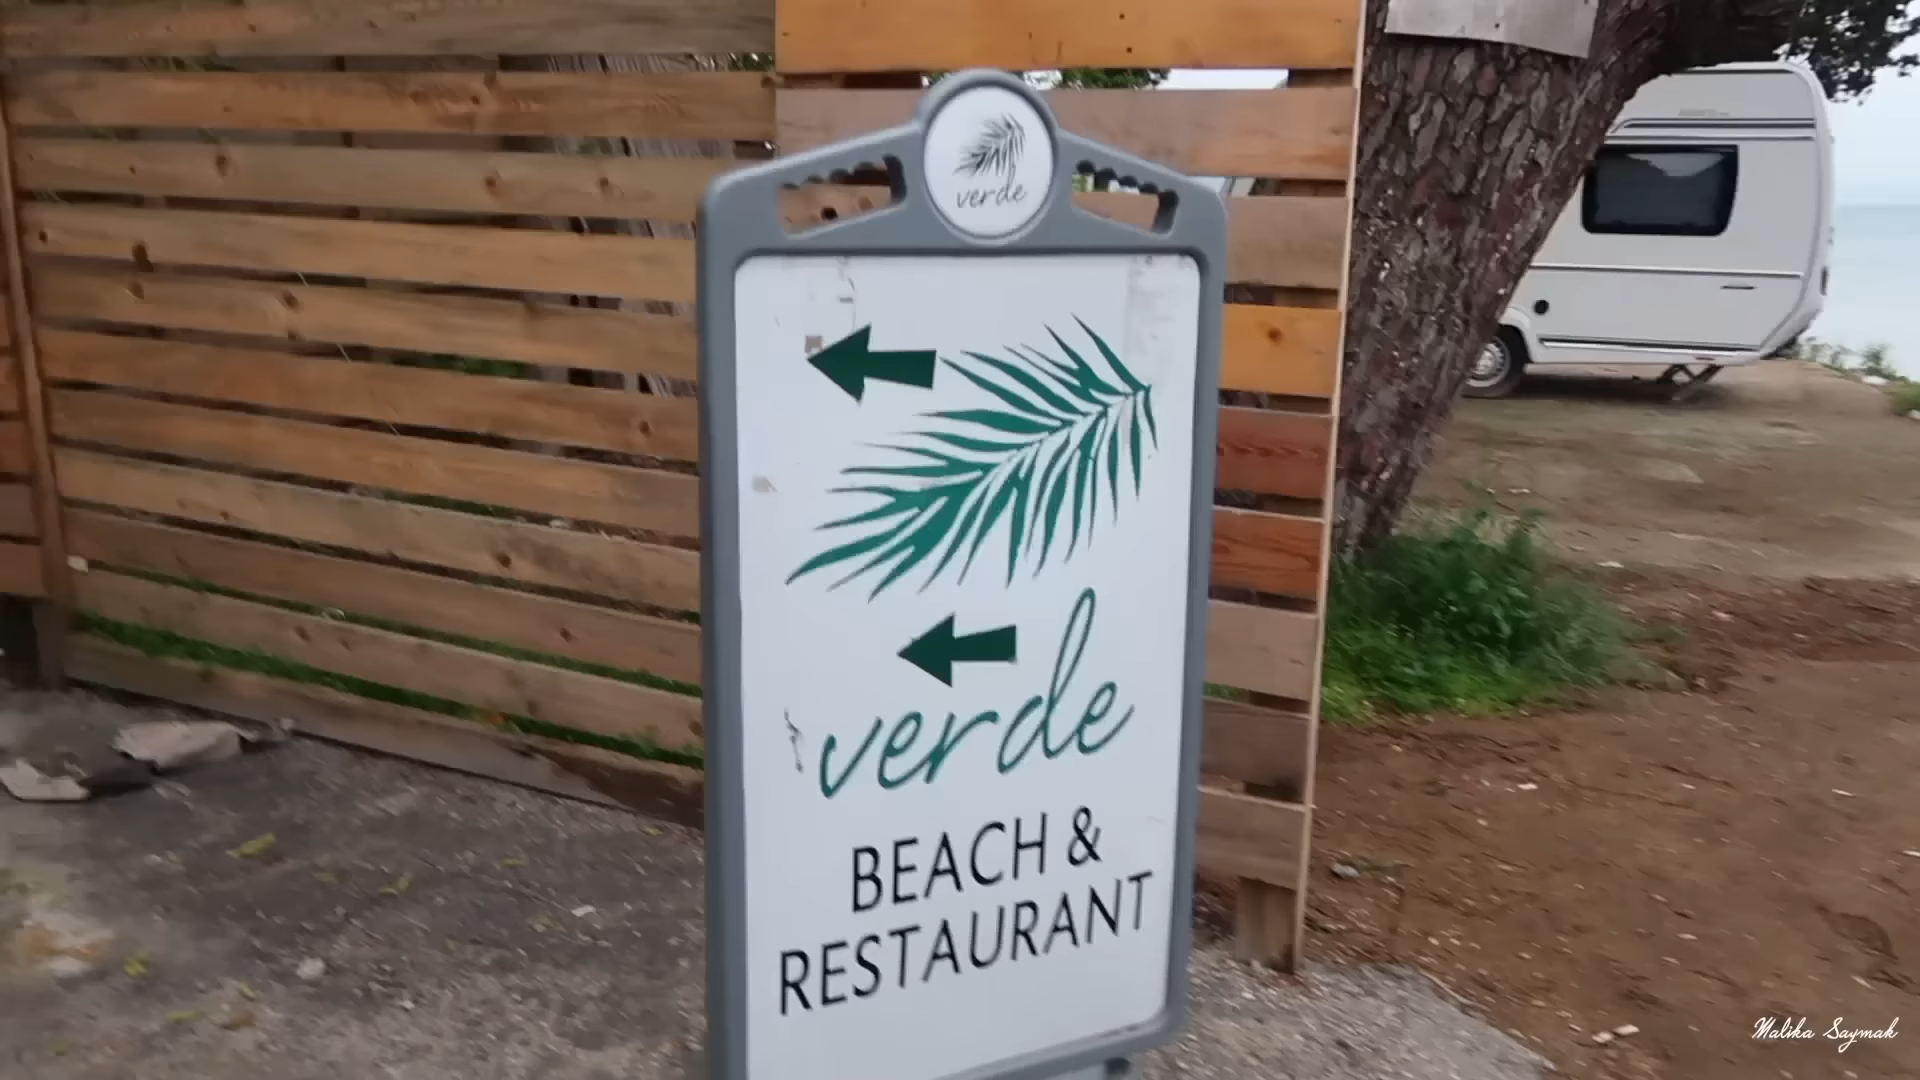 verde
verde
BEACH &
RESTAURANT
Malika Saymak